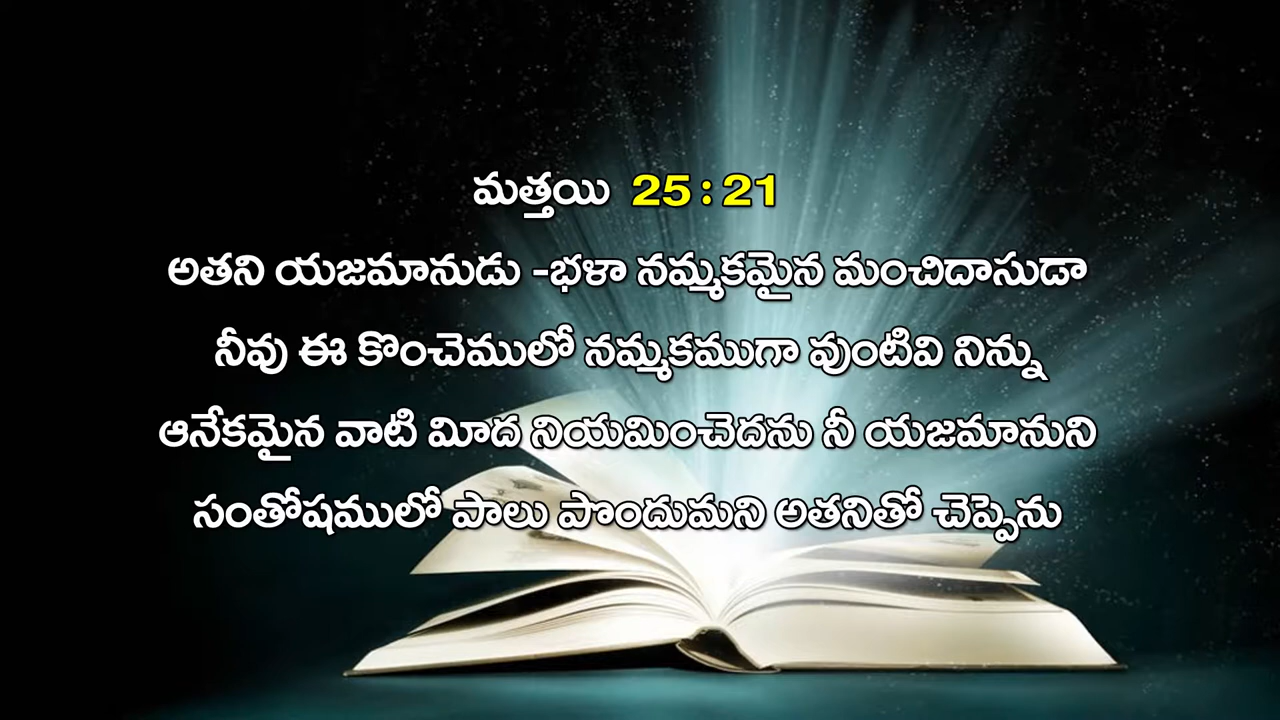 మత్తయి 25 : 21
అతని యజమానుడు -భళా నమ్మకమైన మంచిదాసుడా
నీవు ఈ కొంచెములో నమ్మకముగా వుంటివి నిన్ను
ఆనేకమైన వాటి మీద నియమించెదను నీ యజమానుని
సంతోషములో పాలు పొందుమని అతనితో చెప్పెను